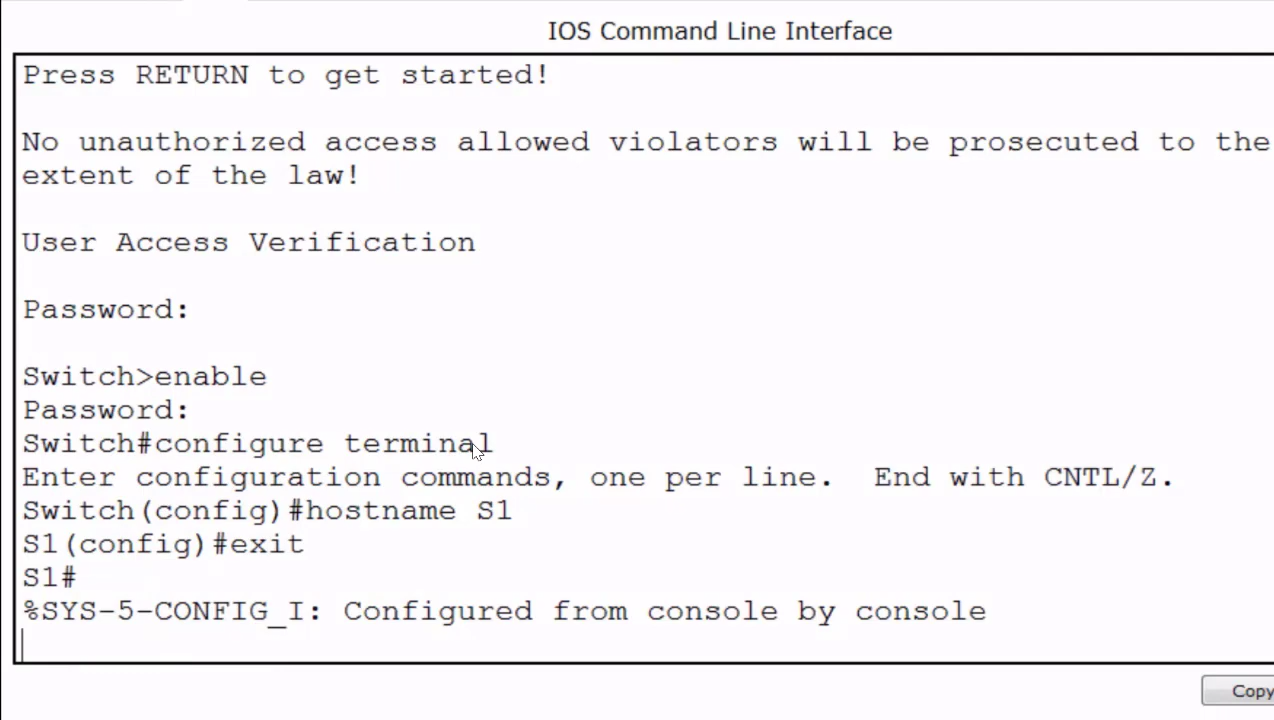 IOS Command Line Interface
Press RETURN to get started!
No unauthorized access allowed violators will be prosecuted to the
extent of the law!
User Access Verification
Password:
Switch>enable
Password:
Switch#configure terminal
Enter configuration commands, one per line.  End with CNTL/Z.
Switch(config)#hostname S1
S1(config)#exit
S1#
%SYS-5-CONFIG_I: Configured from console by console
Copy